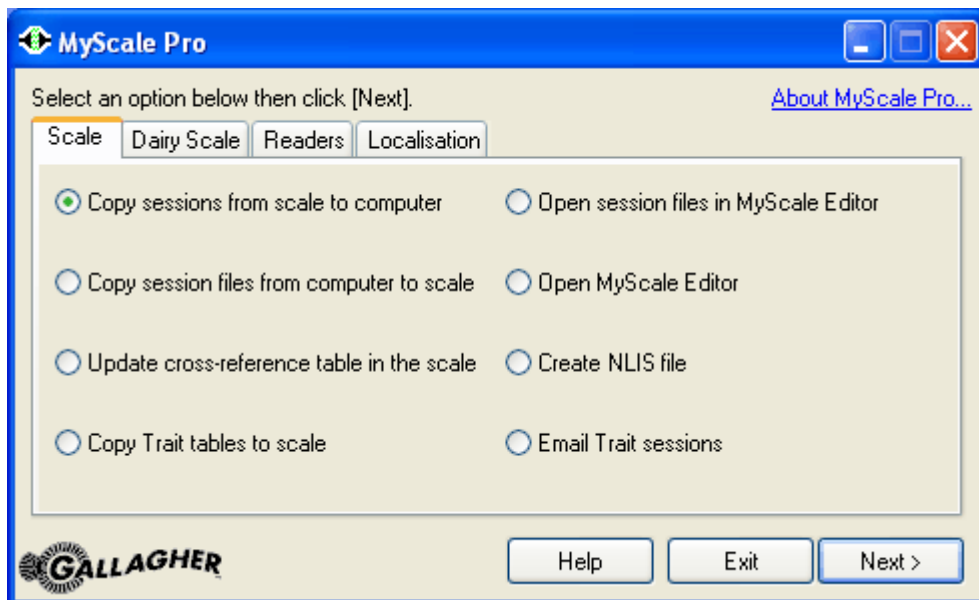 MyScale Pro
Select an option below then click [Next].
About MyScale Pro...
Scale
Dairy Scale
Readers
Localisation
Copy sessions from scale to computer
Open session files in MyScale Editor
Copy session files from computer to scale
Open MyScale Editor
Update cross-reference table in the scale
Create NLIS file
Copy Trait tables to scale
Email Trait sessions
GALLAGHER
Help
Exit
Next >